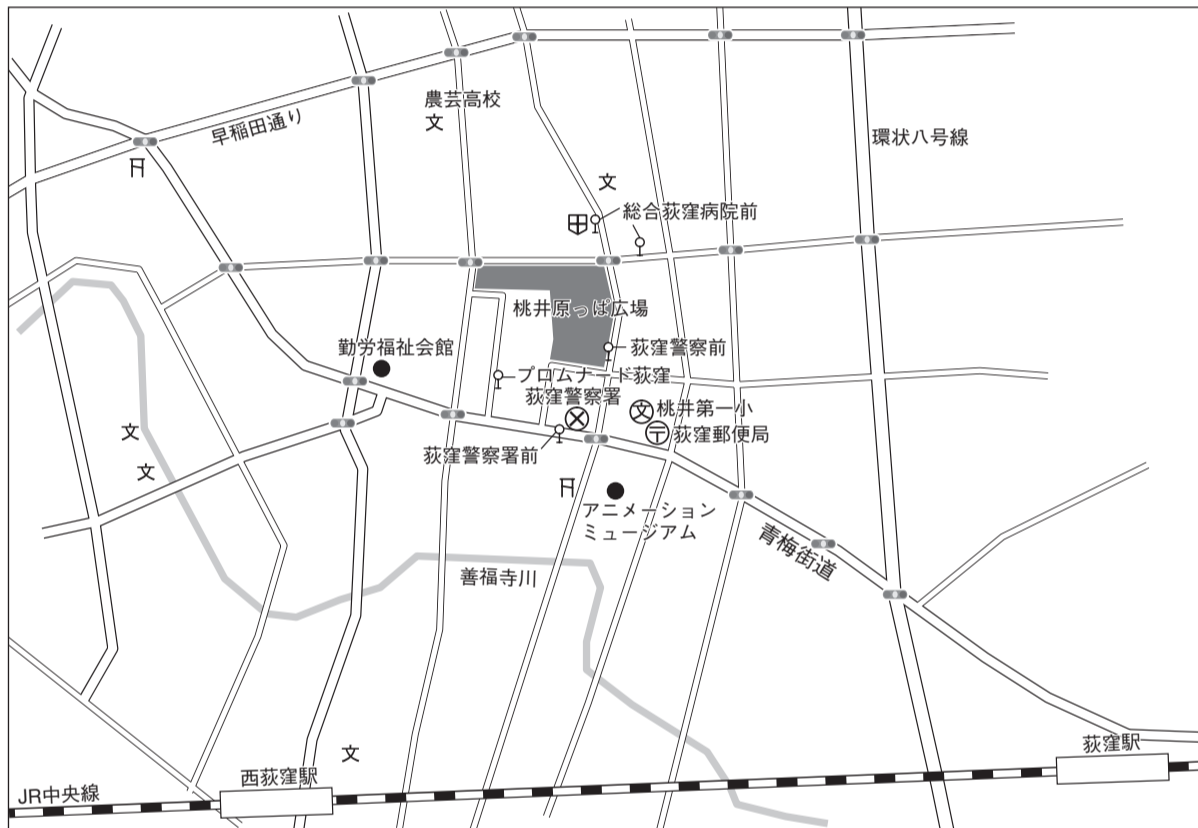 農芸高校
文
早稲田通り
環状八号線
文
総合荻窪病院前
桃井原っぱ広場
勤労福祉会館
荻窪警察前
プロムナード荻窪
荻窪警察署
文
桃井第一小
文
荻窪郵便局
荻窪警察署前
文
アニメーション
ミュージアム
青梅街道
善福寺川
文
荻窪駅
西荻窪駅
JR中央線